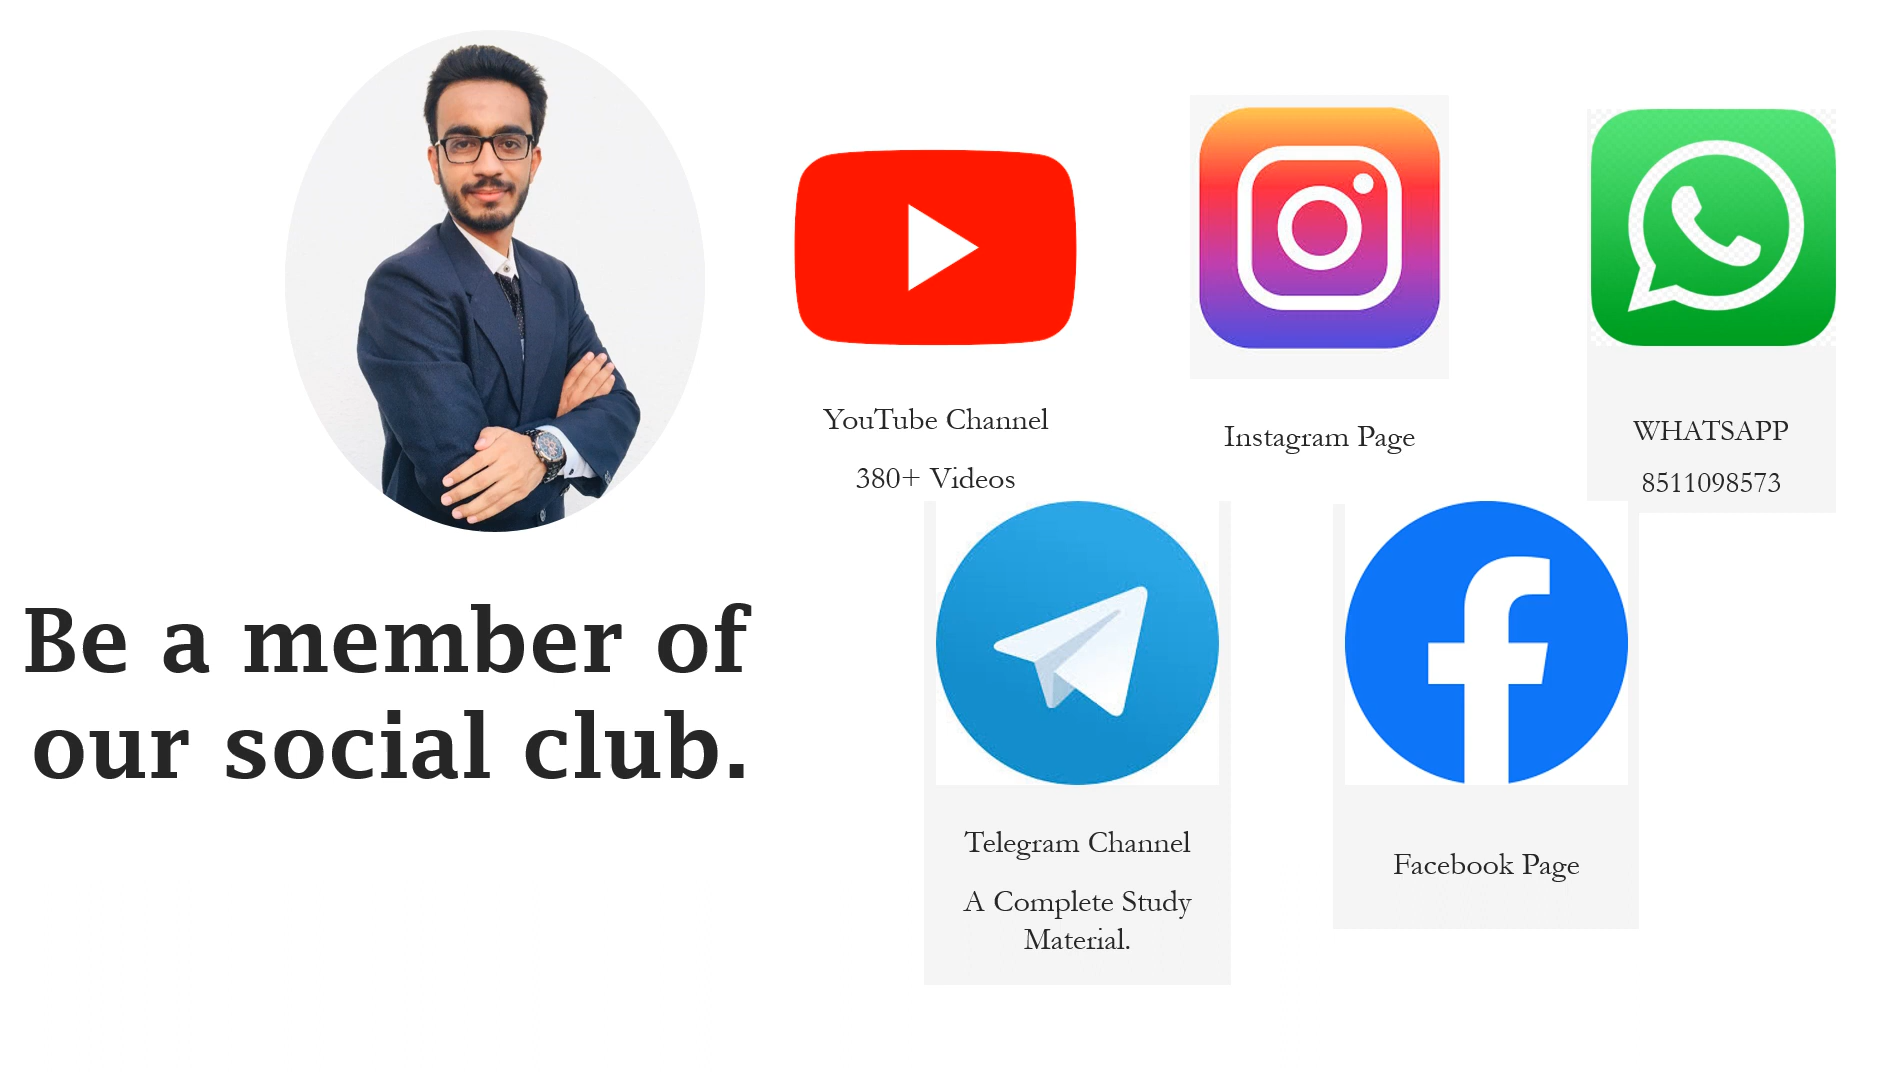 YouTube Channel
380+ Videos
Instagram Page
WHATSAPP
8511098573
Be a member of
our social club.
Telegram Channel
A Complete Study
Material.
Facebook Page